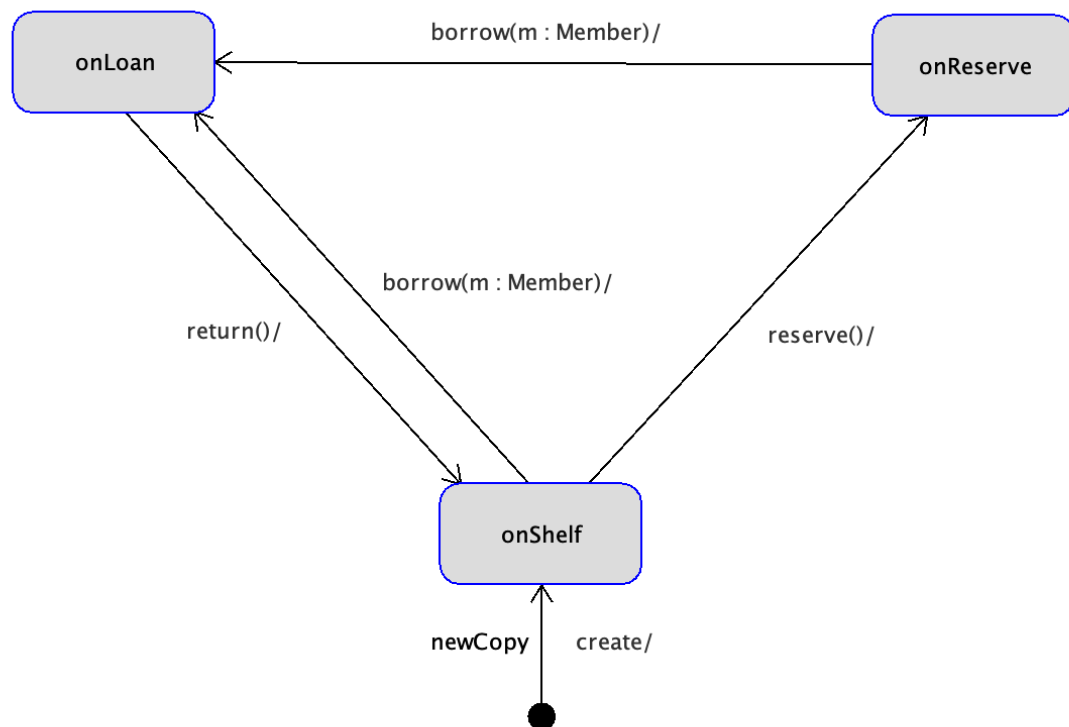 borrow(m : Member)/
onLoan
onReserve
borrow(m : Member)/
return()/
reserve()/
onShelf
newCopy
create/